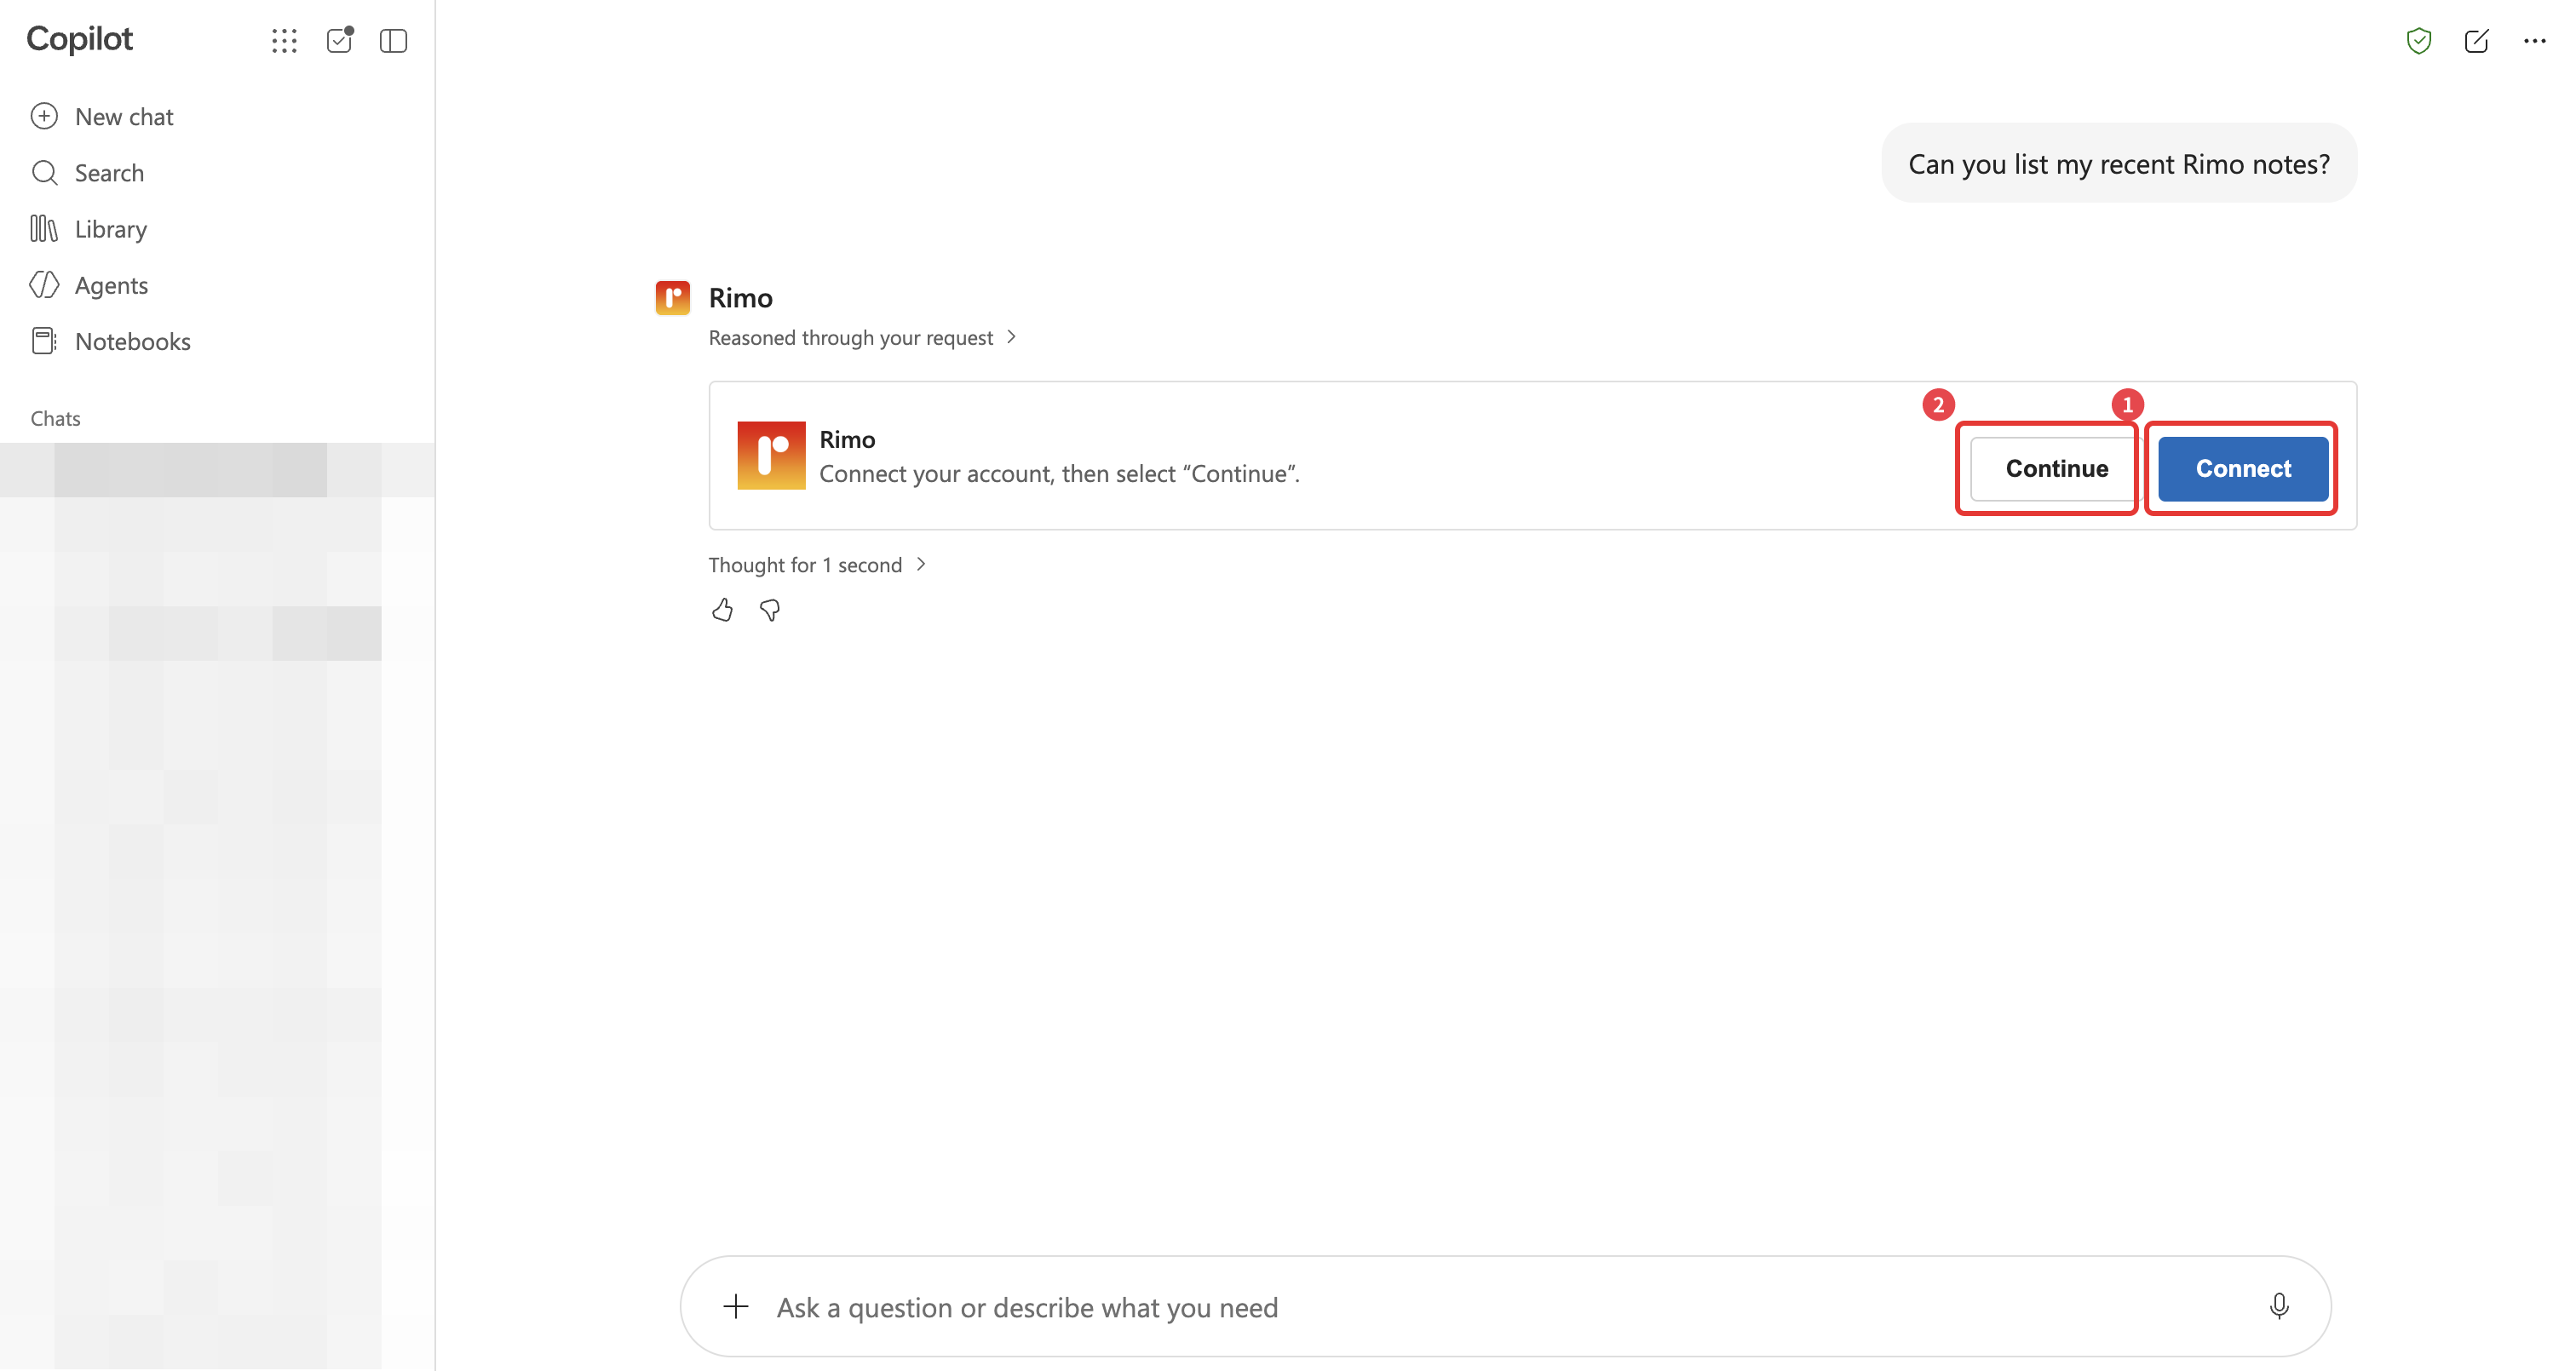 Copilot
New chat
Search
Library
Agents
Notebooks
Chats
Can you list my recent Rimo notes?
Rimo
Reasoned through your request
Rimo
Connect your account, then select “Continue”.
2
Continue
1
Connect
Thought for 1 second
Ask a question or describe what you need